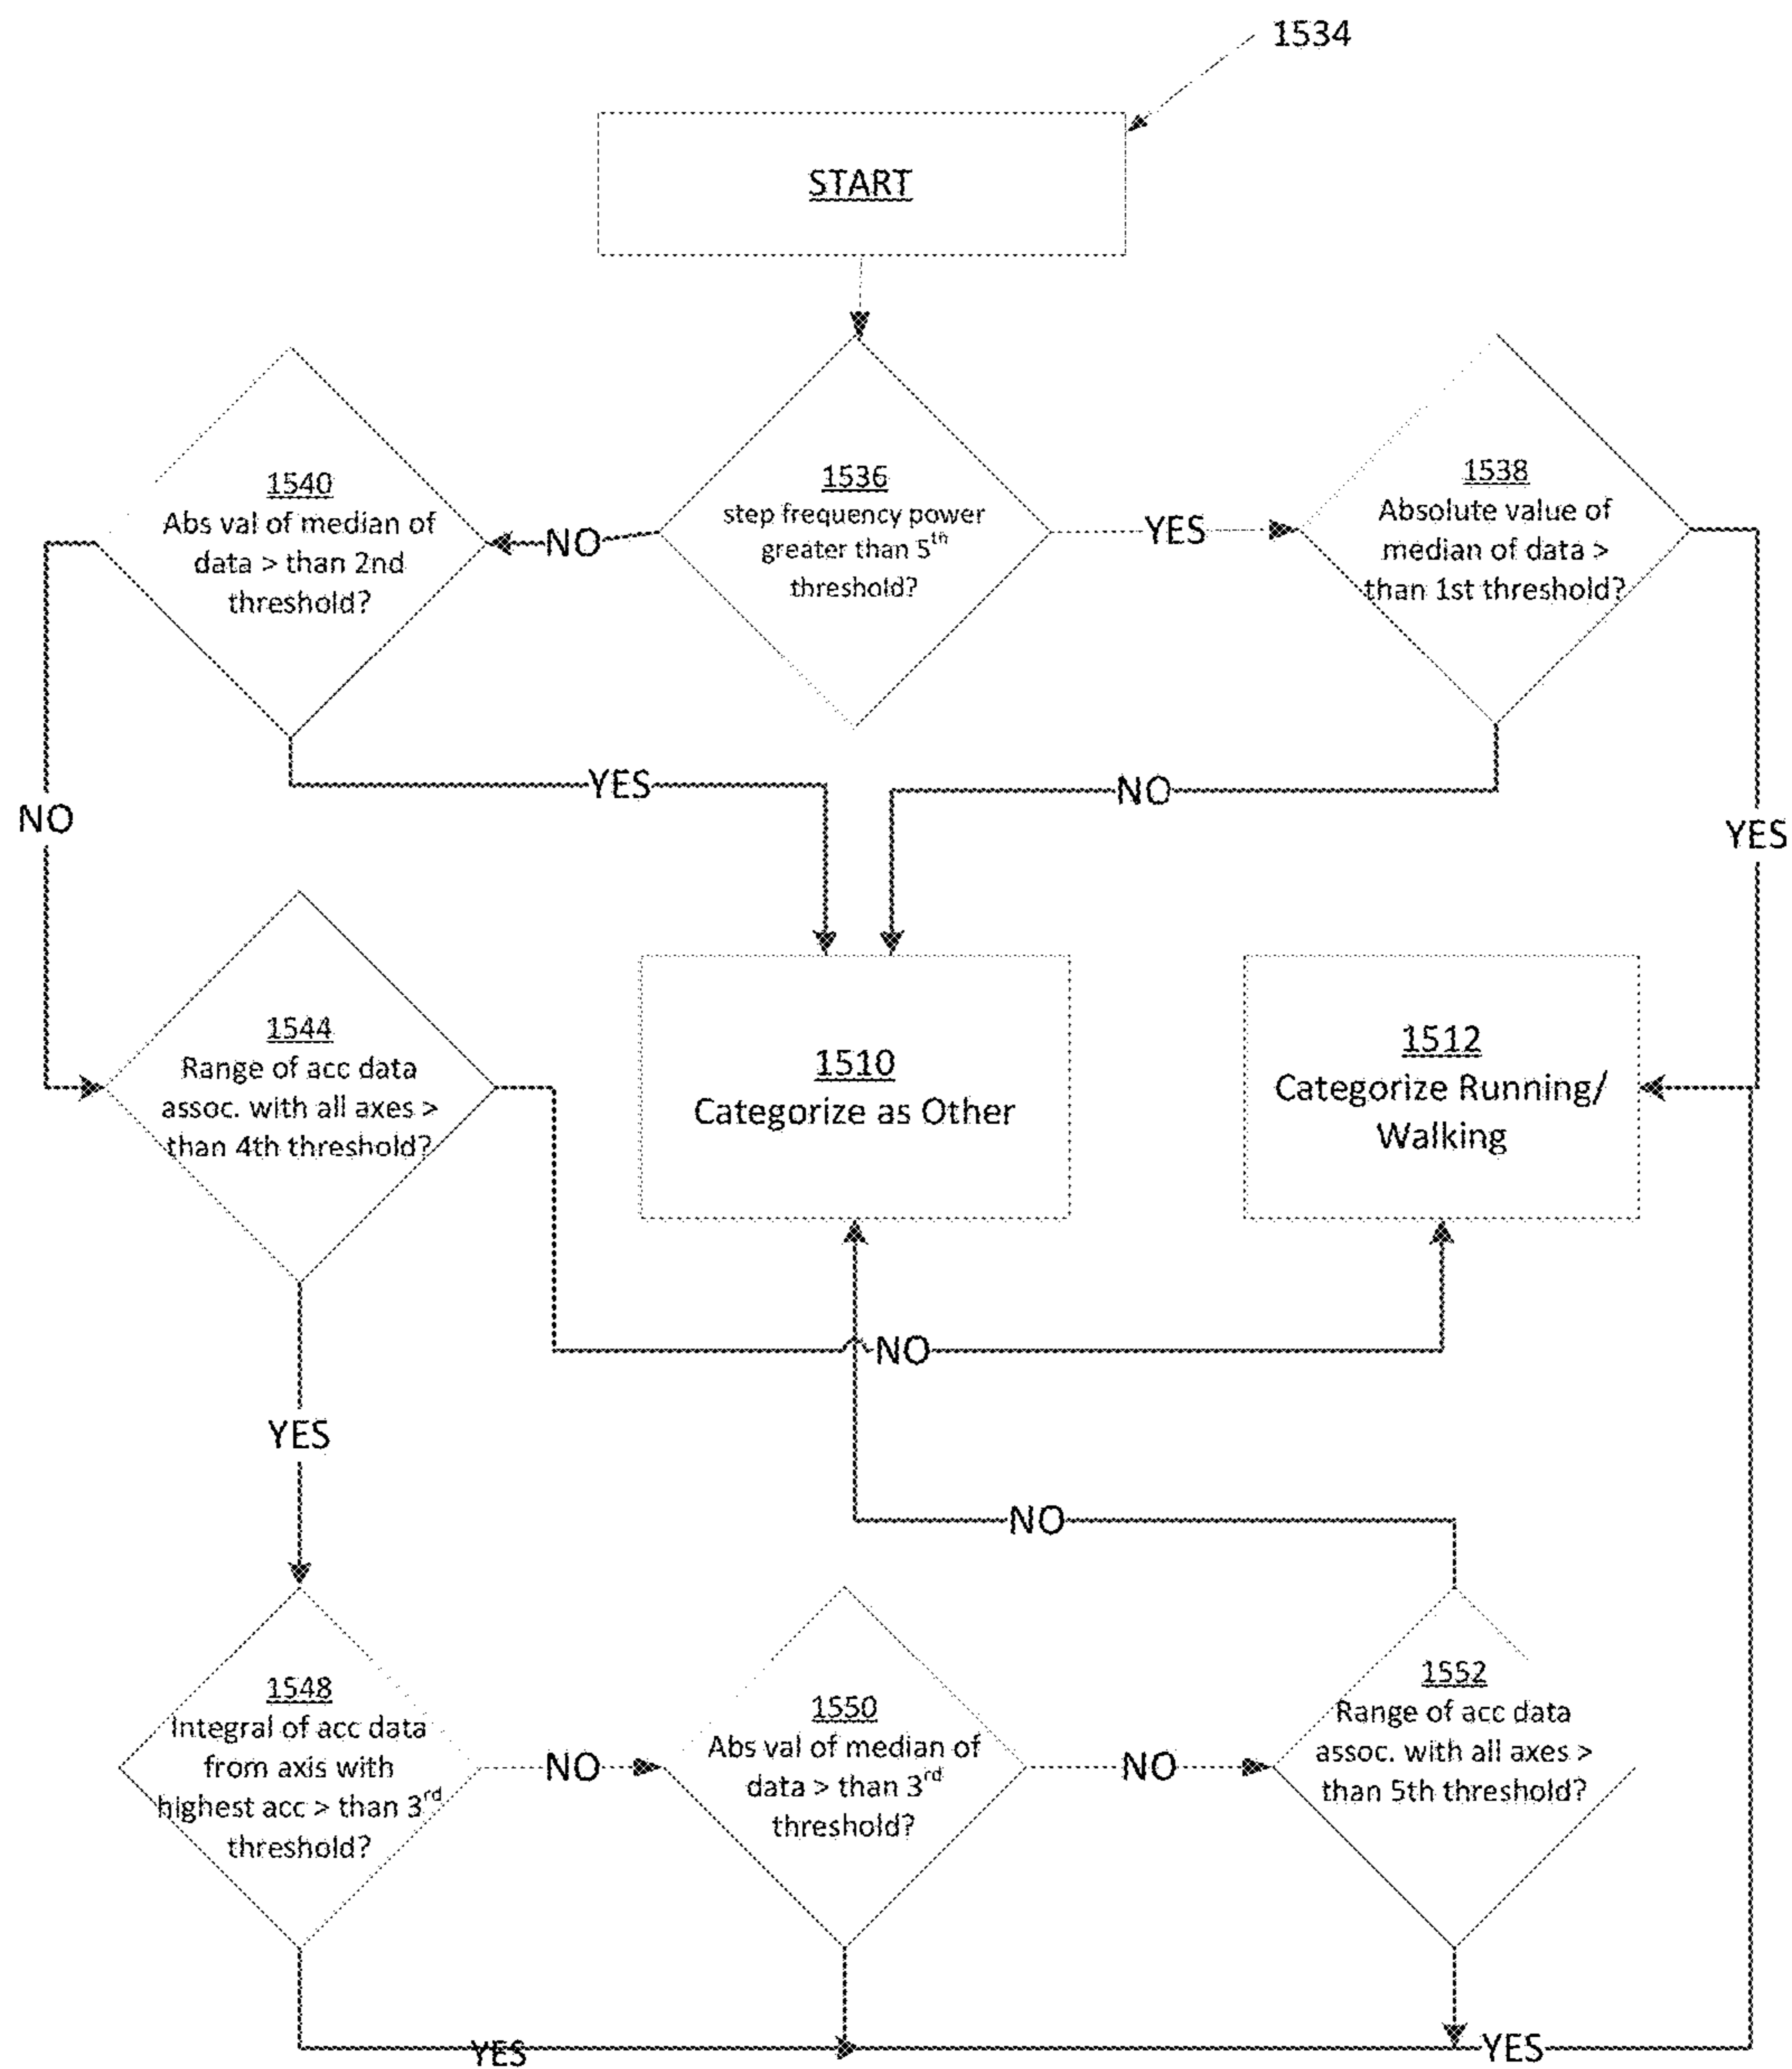 1534
START
1540
Abs val of median of
data > than 2nd
threshold?
NO
1536
step frequency power
greater than 5th
threshold?
YES
1538
Absolute value of
median of data >
than 1st threshold?
YES
NO
NO
YES
1544
Range of acc data
assoc. with all axes >
than 4th threshold?
1510
Categorize as Other
1512
Categorize Running/
Walking
NO
YES
NO
1548
Integral of acc data
from axis with
highest acc > than 3rd
threshold?
NO
1550
Abs val of median of
data > than 3rd
threshold?
NO
1552
Range of acc data
assoc. with all axes >
than 5th threshold?
YES
YES